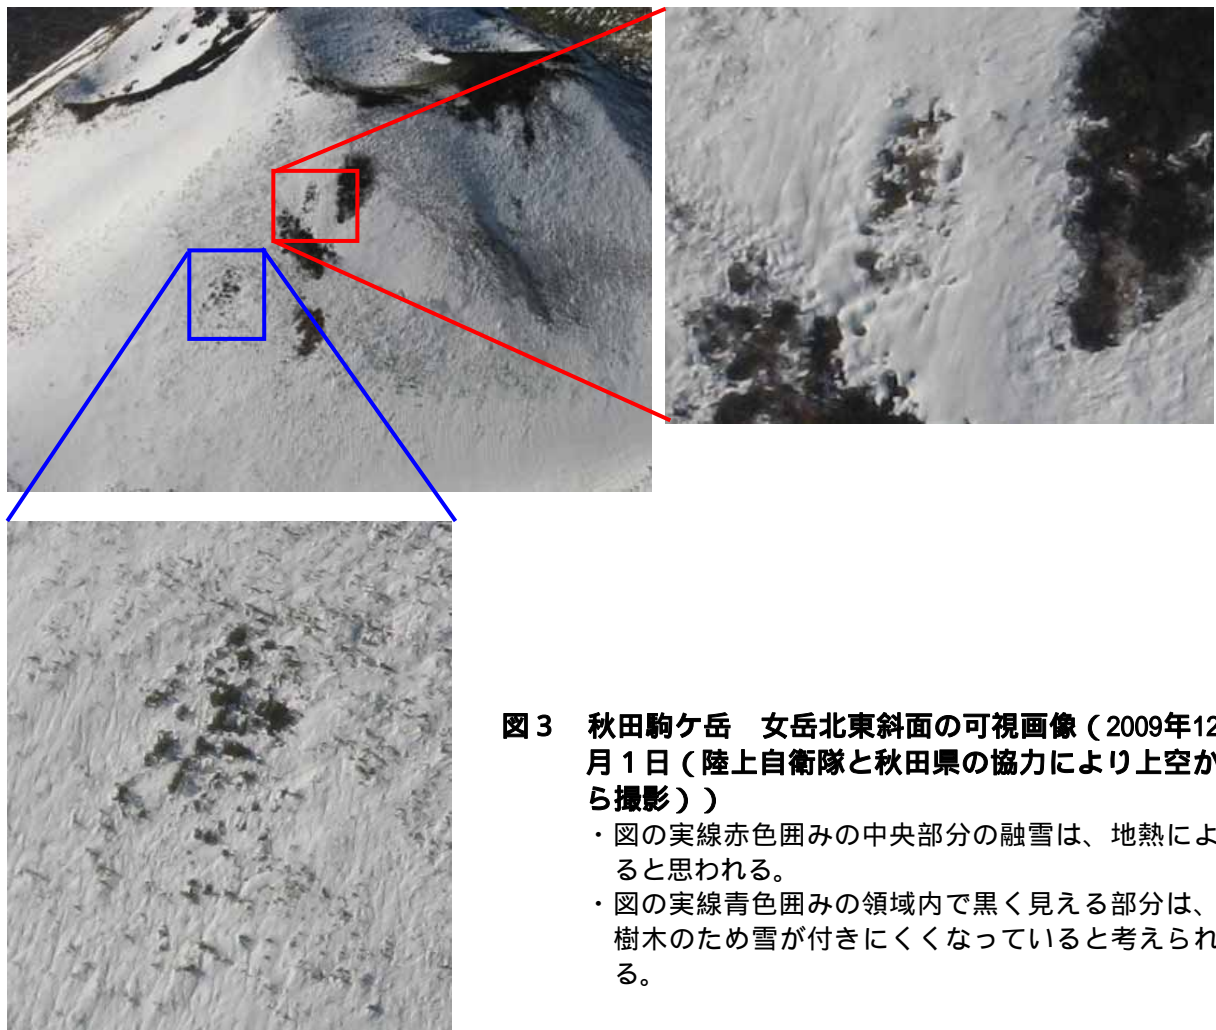 図３　秋田駒ケ岳　女岳北東斜面の可視画像（2009年12
月１日（陸上自衛隊と秋田県の協力により上空か
ら撮影））
・図の実線赤色囲みの中央部分の融雪は、地熱によ
ると思われる。
・図の実線青色囲みの領域内で黒く見える部分は、
樹木のため雪が付きにくくなっていると考えられ
る。